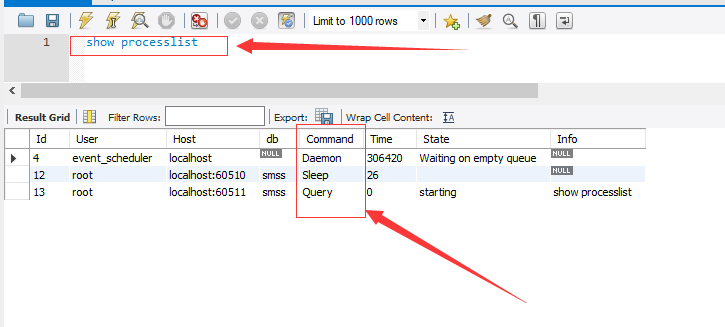 Limit to 1000 rows
1 show processlist
Result Grid Filter Rows: Export: Wrap Cell Content:
Id User Host db Command Time State Info
4 event_scheduler localhost NULL Daemon 306420 Waiting on empty queue NULL
12 root localhost:60510 smss Sleep 26 NULL
13 root localhost:60511 smss Query 0 starting show processlist